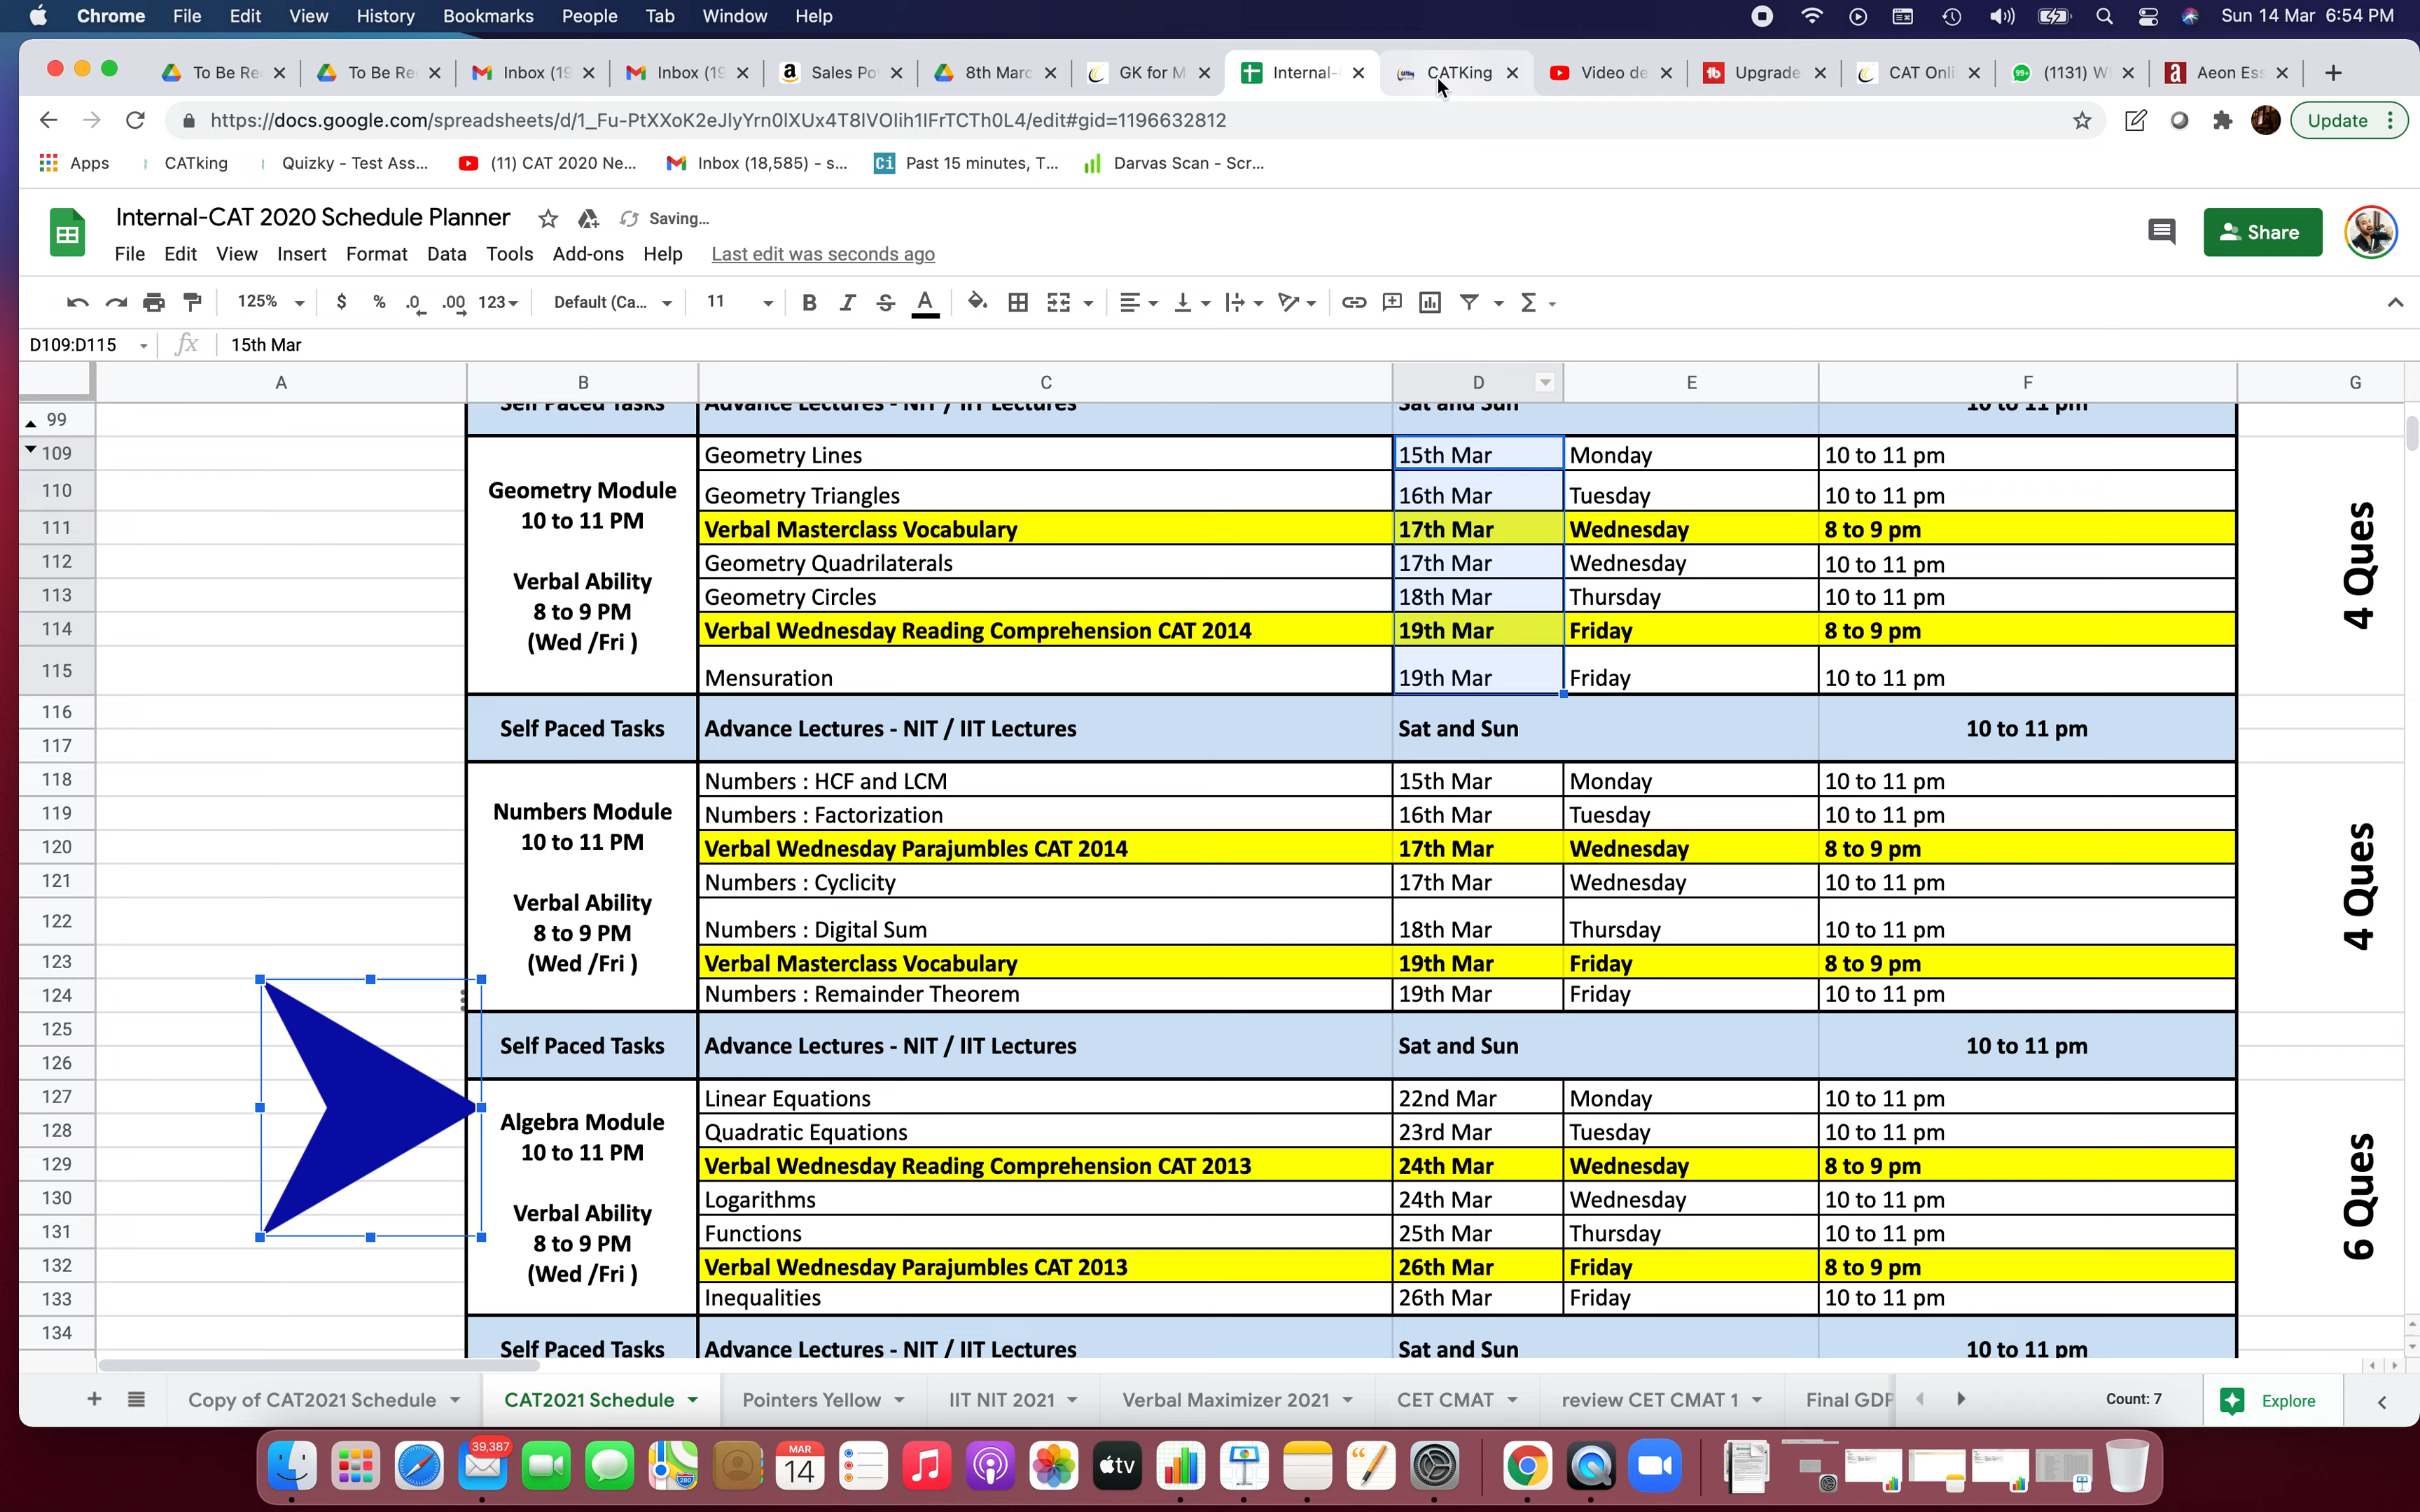 Chrome File Edit View History Bookmarks People Tab Window Help Sun 14 Mar 6:54 PM
To Be Re To Be Re Inbox (19 Inbox (19 Sales Po 8th Marc GK for M Internal- CATKing Video de Upgrade CAT Onli (1131) W Aeon Ess
https://docs.google.com/spreadsheets/d/1_Fu-PtXXoK2eJlyYrn0lXUx4T8IVOlih1lFrTCTh0L4/edit#gid=1196632812 Update
Apps CATking Quizky - Test Ass... (11) CAT 2020 Ne... Inbox (18,585) - s... Ci Past 15 minutes, T... Darvas Scan - Scr...
Internal-CAT 2020 Schedule Planner Saving...
File Edit View Insert Format Data Tools Add-ons Help Last edit was seconds ago Share
125% $ % .0 .00 123 Default (Ca... 11 B I S A
D109:D115 fx 15th Mar
A B C D E F G
99 Self Paced Tasks Advance Lectures - NIT / IIT Lectures Sat and Sun 10 to 11 pm
109 Geometry Lines 15th Mar Monday 10 to 11 pm
110 Geometry Triangles 16th Mar Tuesday 10 to 11 pm
111 Verbal Masterclass Vocabulary 17th Mar Wednesday 8 to 9 pm
112 Geometry Quadrilaterals 17th Mar Wednesday 10 to 11 pm
113 Geometry Circles 18th Mar Thursday 10 to 11 pm
114 Verbal Wednesday Reading Comprehension CAT 2014 19th Mar Friday 8 to 9 pm
115 Mensuration 19th Mar Friday 10 to 11 pm
Geometry Module
10 to 11 PM
Verbal Ability
8 to 9 PM
(Wed /Fri )
4 Ques
116
Self Paced Tasks Advance Lectures - NIT / IIT Lectures Sat and Sun 10 to 11 pm
117
118 Numbers : HCF and LCM 15th Mar Monday 10 to 11 pm
119 Numbers : Factorization 16th Mar Tuesday 10 to 11 pm
120 Verbal Wednesday Parajumbles CAT 2014 17th Mar Wednesday 8 to 9 pm
121 Numbers : Cyclicity 17th Mar Wednesday 10 to 11 pm
122 Numbers : Digital Sum 18th Mar Thursday 10 to 11 pm
123 Verbal Masterclass Vocabulary 19th Mar Friday 8 to 9 pm
124 Numbers : Remainder Theorem 19th Mar Friday 10 to 11 pm
Numbers Module
10 to 11 PM
Verbal Ability
8 to 9 PM
(Wed /Fri )
4 Ques
125
Self Paced Tasks Advance Lectures - NIT / IIT Lectures Sat and Sun 10 to 11 pm
126
127 Linear Equations 22nd Mar Monday 10 to 11 pm
128 Quadratic Equations 23rd Mar Tuesday 10 to 11 pm
129 Verbal Wednesday Reading Comprehension CAT 2013 24th Mar Wednesday 8 to 9 pm
130 Logarithms 24th Mar Wednesday 10 to 11 pm
131 Functions 25th Mar Thursday 10 to 11 pm
132 Verbal Wednesday Parajumbles CAT 2013 26th Mar Friday 8 to 9 pm
133 Inequalities 26th Mar Friday 10 to 11 pm
Algebra Module
10 to 11 PM
Verbal Ability
8 to 9 PM
(Wed /Fri )
6 Ques
134 Self Paced Tasks Advance Lectures - NIT / IIT Lectures Sat and Sun 10 to 11 pm
Copy of CAT2021 Schedule CAT2021 Schedule Pointers Yellow IIT NIT 2021 Verbal Maximizer 2021 CET CMAT review CET CMAT 1 Final GDP Count: 7 Explore
39,387 MAR 14 tv